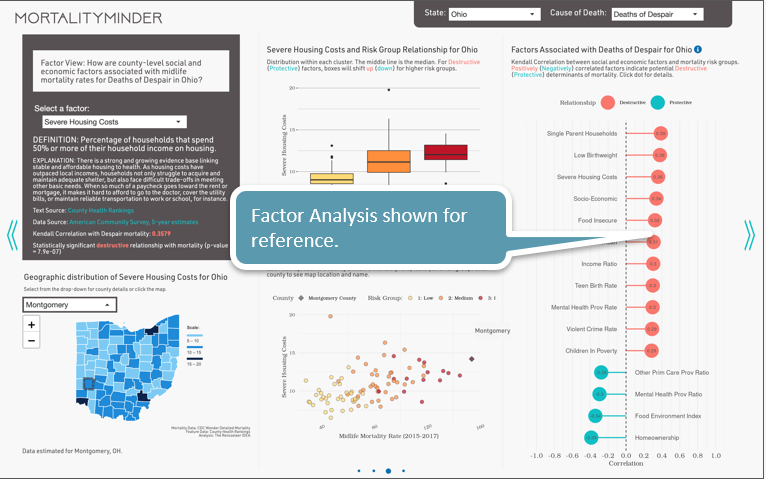 MORTALITYMINDER
State: Ohio
Cause of Death: Deaths of Despair
Factor View: How are county-level social and
economic factors associated with midlife
mortality rates for Deaths of Despair in Ohio?
Select a factor:
Severe Housing Costs
DEFINITION: Percentage of households that spend
50% or more of their household income on housing.
EXPLANATION: There is a strong and growing evidence base linking
stable and affordable housing to health. As housing costs have
outpaced local incomes, households not only struggle to acquire and
maintain adequate shelter, but also face difficult trade-offs in meeting
other basic needs. When so much of a paycheck goes toward the rent or
mortgage, it makes it hard to afford to go to the doctor, cover the utility
bills, or maintain reliable transportation to work or school, for instance.
Text Source: County Health Rankings
Data Source: American Community Survey, 5-year estimates
Kendall Correlation with Despair mortality: 0.3579
Statistically significant destructive relationship with mortality (p-value
= 7.9e-07)
Geographic distribution of Severe Housing Costs for Ohio
Select from the drop-down for county details or click the map.
Montgomery
+
−
Scale:
5 – 10
10 – 15
15 – 20
Mortality Data: CDC Wonder Detailed Mortality
Feature Data: County Health Rankings
Analysis: The Rensselaer IDEA
Data estimated for Montgomery, OH.
Severe Housing Costs and Risk Group Relationship for Ohio
Distribution within each cluster. The middle line is the median. For Destructive
(Protective) factors, boxes will shift up (down) for higher risk groups.
Severe Housing Costs
20
15
10
Factor Analysis shown for
reference.
county to see map location and name.
County
Montgomery County
Risk Group:
1: Low
2: Medium
Montgomery
Severe Housing Costs
20
15
10
40
80
120
160
Midlife Mortality Rate (2015-2017)
Factors Associated with Deaths of Despair for Ohio
Kendall Correlation between social and economic factors and mortality risk groups.
Positively (Negatively) correlated factors indicate potential Destructive
(Protective) determinants of mortality. Click dot for details.
Relationship
Destructive
Protective
Single Parent Households
Low Birthweight
Severe Housing Costs
Socio-Economic
Food Insecure
Income Ratio
Teen Birth Rate
Mental Health Prov Rate
Violent Crime Rate
Children In Poverty
Other Prim Care Prov Ratio
Mental Health Prov Ratio
Food Environment Index
Homeownership
-1.0 -0.8 -0.6 -0.4 -0.2 0.0 0.2 0.4 0.6 0.8 1.0
Correlation